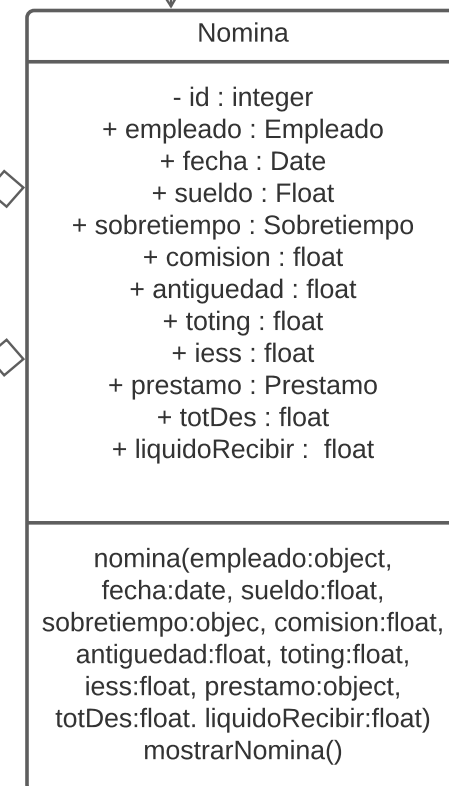 Nomina
- id : integer
+ empleado : Empleado
+ fecha : Date
+ sueldo : Float
+ sobretiempo : Sobretiempo
+ comision : float
+ antiguedad : float
+ toting : float
+ iess : float
+ prestamo : Prestamo
+ totDes : float
+ liquidoRecibir :  float
nomina(empleado:object,
fecha:date, sueldo:float,
sobretiempo:objec, comision:float,
antiguedad:float, toting:float,
iess:float, prestamo:object,
totDes:float. liquidoRecibir:float)
mostrarNomina()